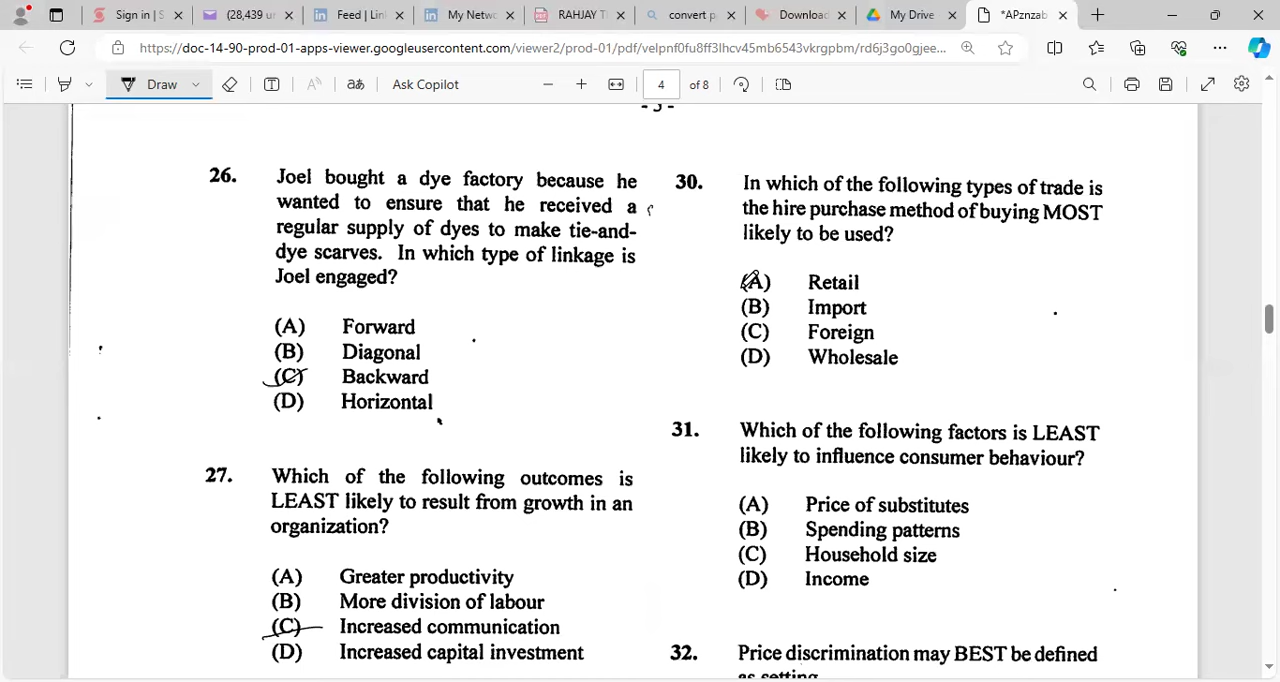 Sign in | S
(28,439 u
Feed | Lin
My Netw
RAHJAY T
convert p
Download
My Drive
*APznzab
https://doc-14-90-prod-01-apps-viewer.googleusercontent.com/viewer2/prod-01/pdf/velpnf0fu8ff3lhcv45mb6543vkrgpbm/rd6j3go0gjee...
Draw
aあ
Ask Copilot
4 of 8
- 5 -
26. Joel bought a dye factory because he
wanted to ensure that he received a
regular supply of dyes to make tie-and-
dye scarves. In which type of linkage is
Joel engaged?
(A) Forward
(B) Diagonal
(C) Backward
(D) Horizontal
27. Which of the following outcomes is
LEAST likely to result from growth in an
organization?
(A) Greater productivity
(B) More division of labour
(C) Increased communication
(D) Increased capital investment
30. In which of the following types of trade is
the hire purchase method of buying MOST
likely to be used?
(A) Retail
(B) Import
(C) Foreign
(D) Wholesale
31. Which of the following factors is LEAST
likely to influence consumer behaviour?
(A) Price of substitutes
(B) Spending patterns
(C) Household size
(D) Income
32. Price discrimination may BEST be defined
as setting